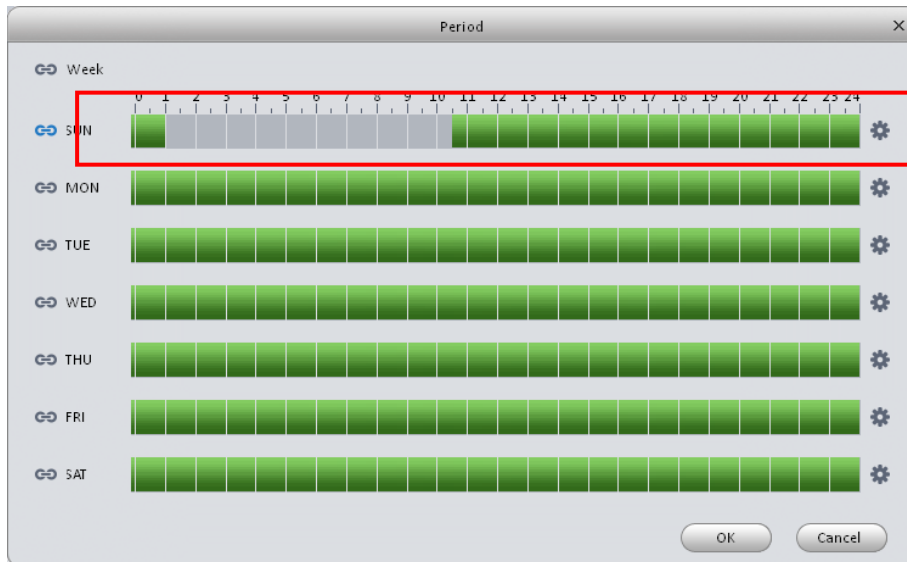 Period
Week
0 1 2 3 4 5 6 7 8 9 10 11 12 13 14 15 16 17 18 19 20 21 22 23 24
SUN
MON
TUE
WED
THU
FRI
SAT
OK Cancel